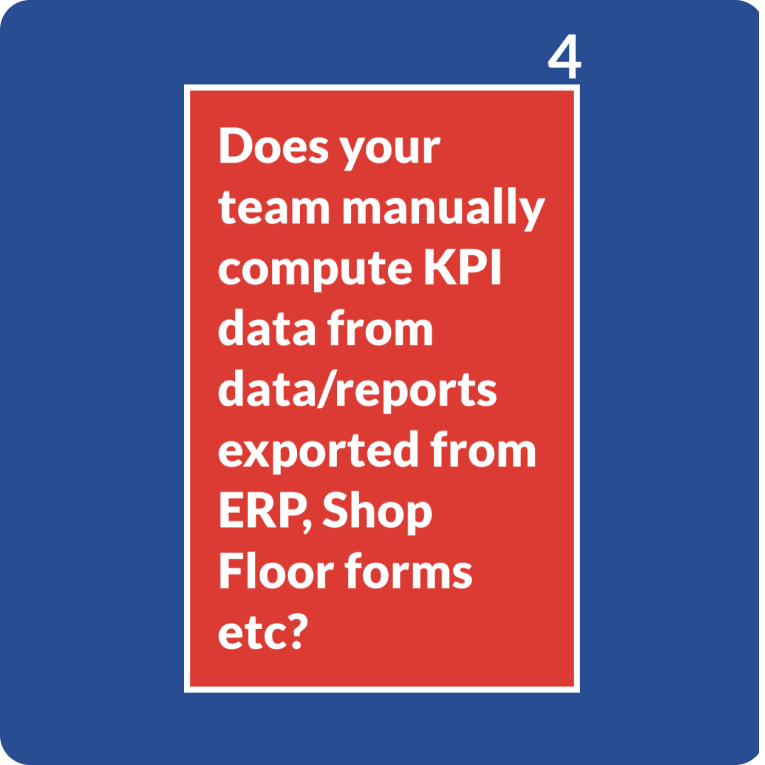 4
Does your
team manually
compute KPI
data from
data/reports
exported from
ERP, Shop
Floor forms
etc?